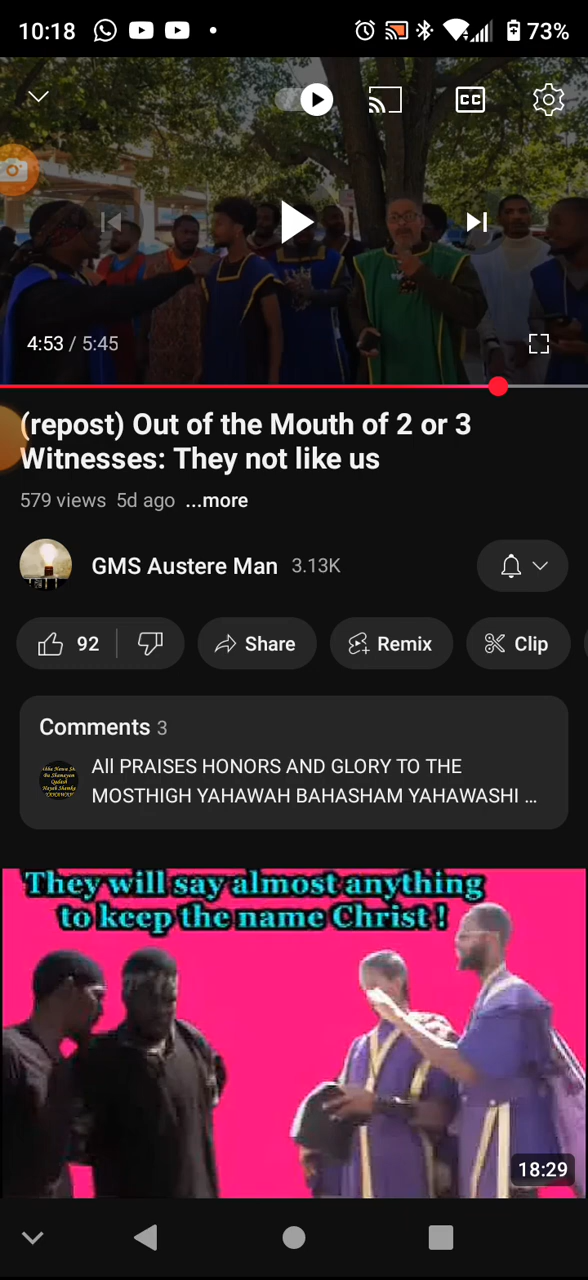 10:18
73%
CC
4:53 / 5:45
(repost) Out of the Mouth of 2 or 3
Witnesses: They not like us
579 views 5d ago ...more
GMS Austere Man 3.13K
92
Share
Remix
Clip
Comments 3
All PRAISES HONORS AND GLORY TO THE
MOSTHIGH YAHAWAH BAHASHAM YAHAWASHI ...
They will say almost anything
to keep the name Christ !
18:29